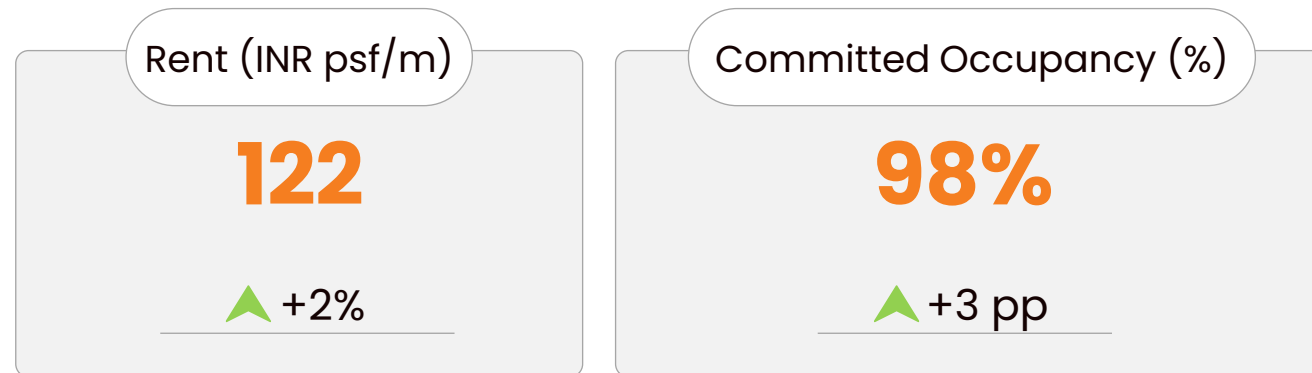 Rent (INR psf/m)
122
+2%
Committed Occupancy (%)
98%
+3 pp